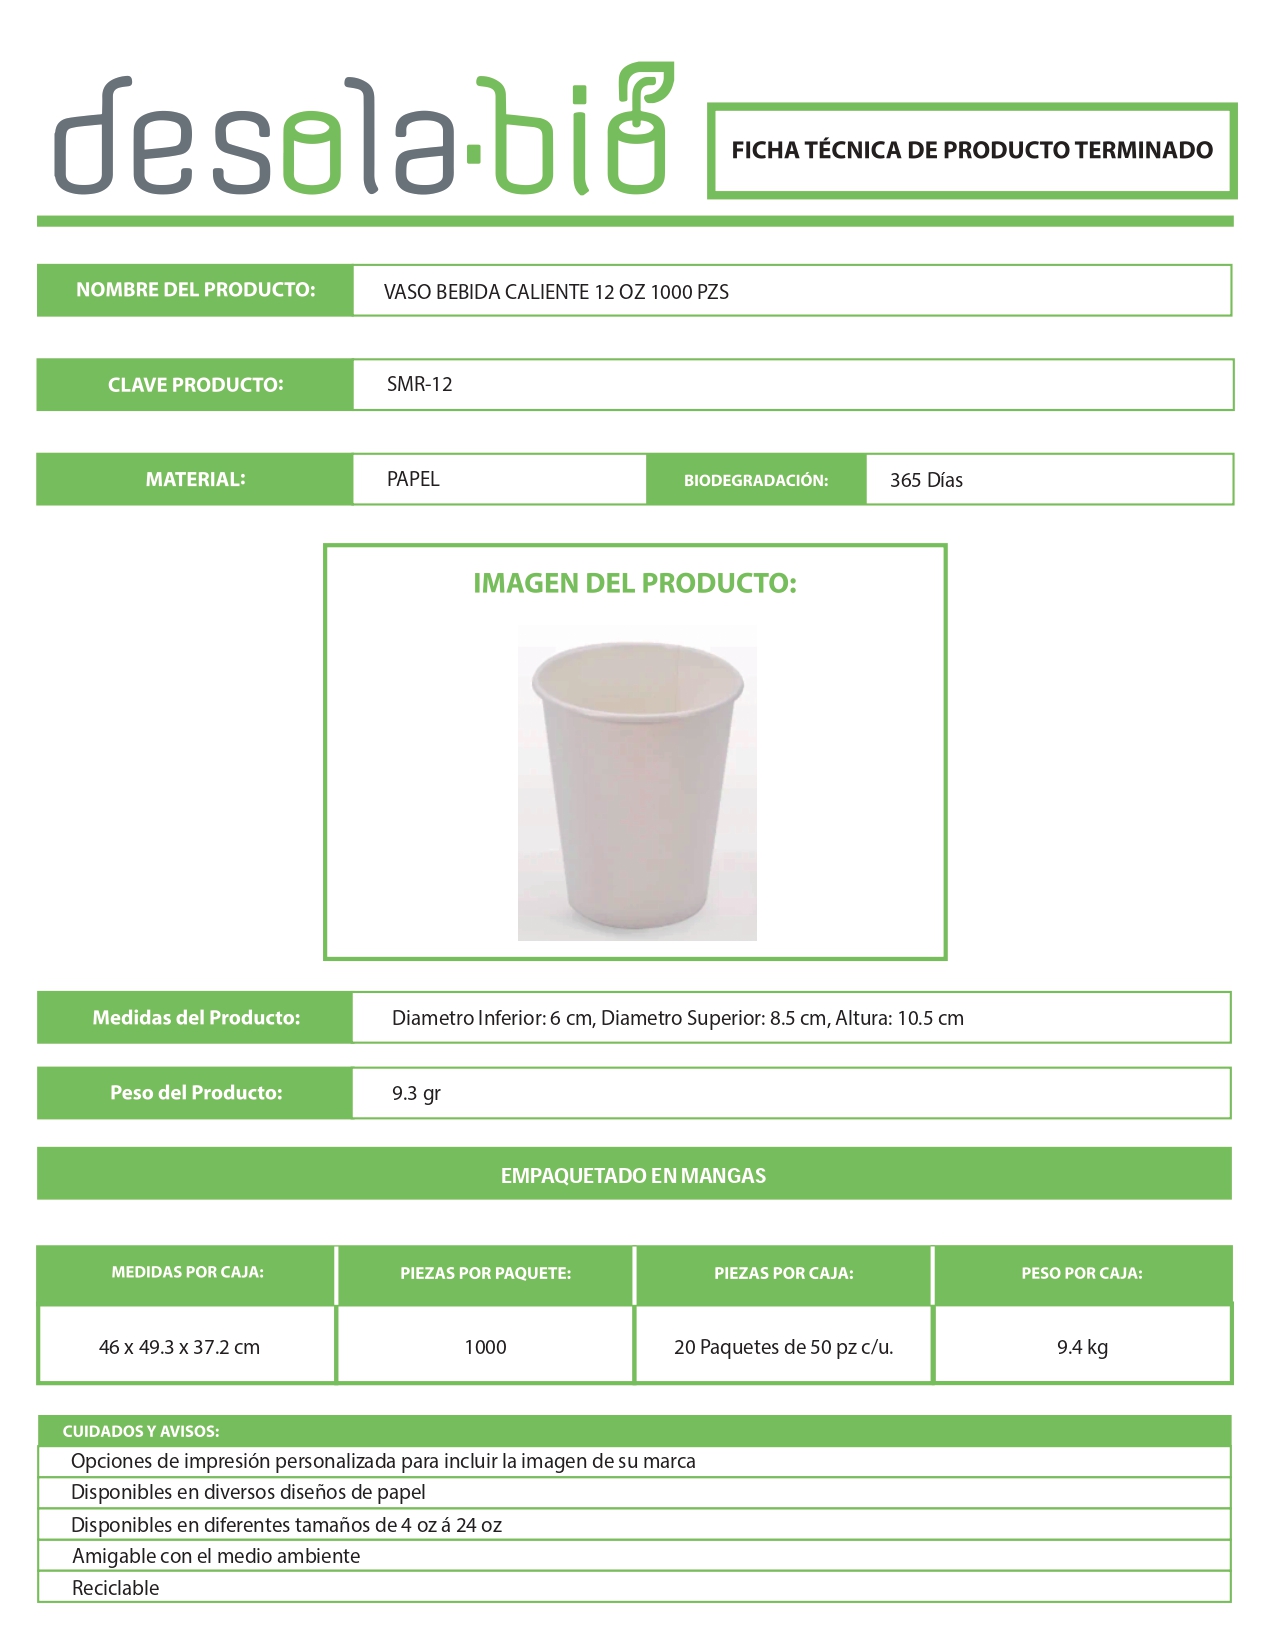 desola.bio
FICHA TÉCNICA DE PRODUCTO TERMINADO
NOMBRE DEL PRODUCTO: VASO BEBIDA CALIENTE 12 OZ 1000 PZS
CLAVE PRODUCTO: SMR-12
MATERIAL: PAPEL BIODEGRADACIÓN: 365 Días
IMAGEN DEL PRODUCTO:
Medidas del Producto: Diametro Inferior: 6 cm, Diametro Superior: 8.5 cm, Altura: 10.5 cm
Peso del Producto: 9.3 gr
EMPAQUETADO EN MANGAS
MEDIDAS POR CAJA: PIEZAS POR PAQUETE: PIEZAS POR CAJA: PESO POR CAJA:
46 x 49.3 x 37.2 cm 1000 20 Paquetes de 50 pz c/u. 9.4 kg
CUIDADOS Y AVISOS:
Opciones de impresión personalizada para incluir la imagen de su marca
Disponibles en diversos diseños de papel
Disponibles en diferentes tamaños de 4 oz á 24 oz
Amigable con el medio ambiente
Reciclable